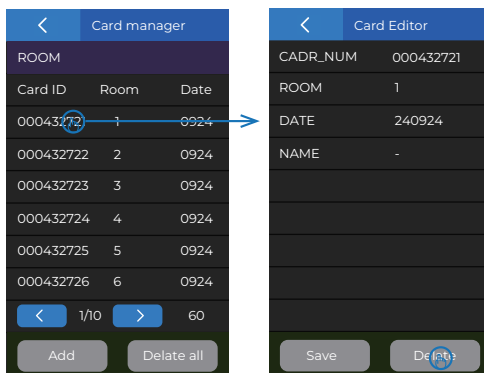 Card manager
ROOM
Card ID Room Date
000432721 1 0924
000432722 2 0924
000432723 3 0924
000432724 4 0924
000432725 5 0924
000432726 6 0924
1/10 60
Add Delate all
Card Editor
CADR_NUM 000432721
ROOM 1
DATE 240924
NAME -
Save Delate